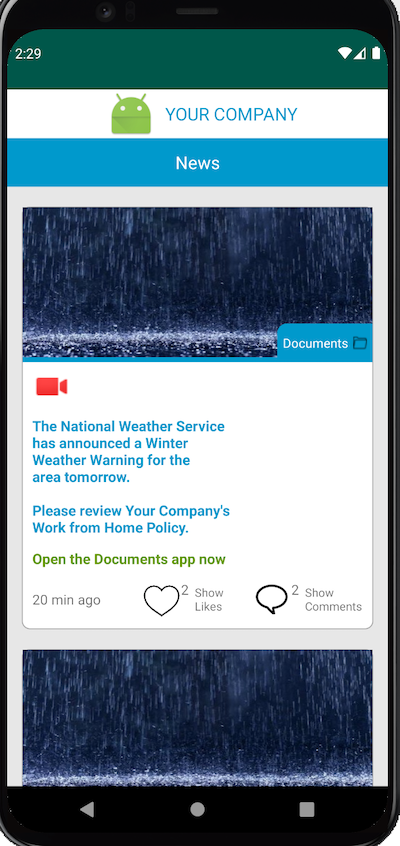 2:29
YOUR COMPANY
News
Documents
The National Weather Service
has announced a Winter
Weather Warning for the
area tomorrow.
Please review Your Company's
Work from Home Policy.
Open the Documents app now
20 min ago
2 Show
Likes
2 Show
Comments